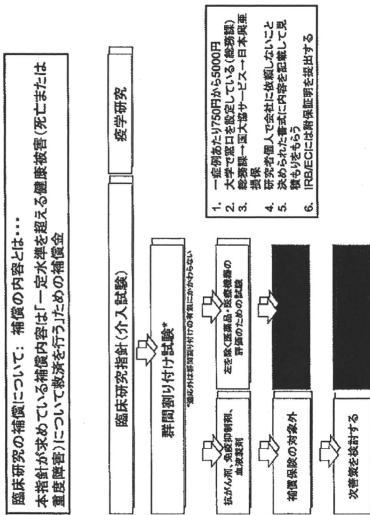 臨床研究の補償について： 補償の内容とは・・・
本指針が求めている補償内容は「一定水準を超える健康被害（死亡または
重度障害）について救済を行う」ための補償金
臨床研究指針（介入試験）
疫学研究
群間割り付け試験*
*適応外は群間割り付けの有無にかかわらない
抗がん剤、免疫抑制剤、
血液製剤
左を除く医薬品・医療機器の
評価のための試験
補償保険の対象外
次善策を検討する
1. 一症例あたり750円から5000円
2. 大学で窓口を設定している（総務課）
3. 総務課→国大協サービス→日本興亜
損保
4. 研究者個人で会社に依頼しないこと
5. 決められた書式に内容を記載して見
積もりをもらう
6. IRB/ECには付保証明を提出する